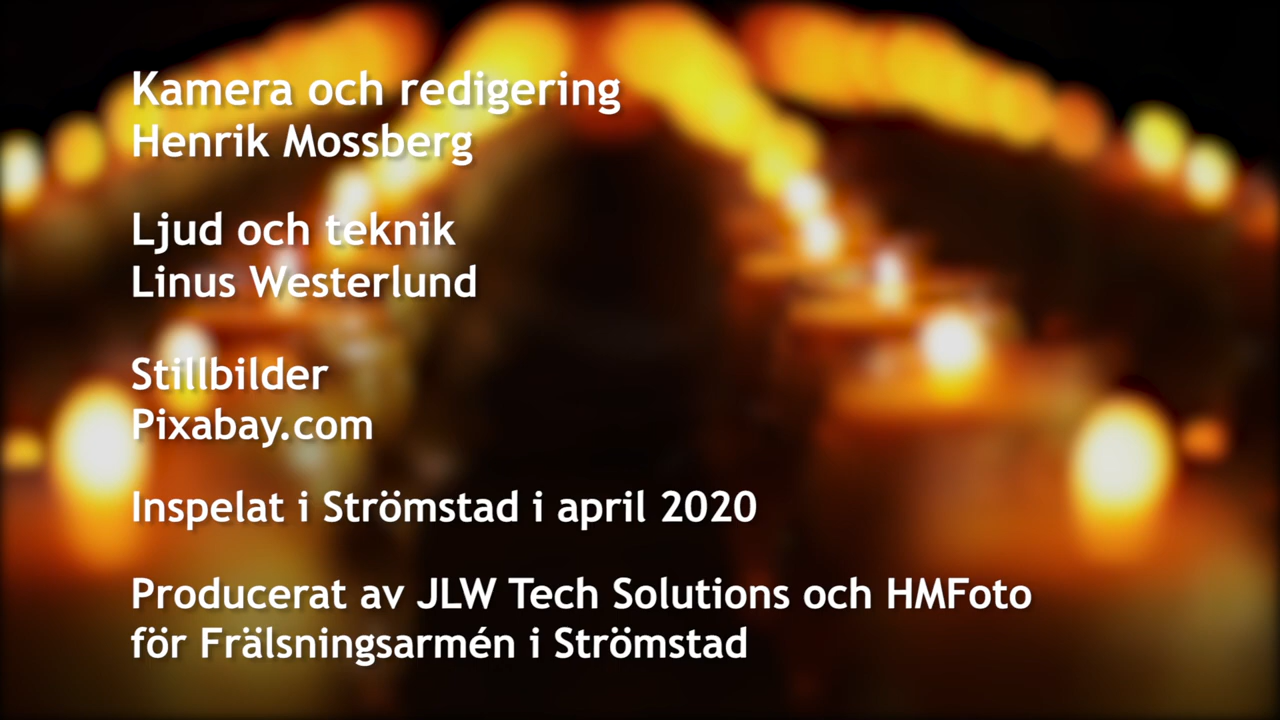 Kamera och redigering
Henrik Mossberg
Ljud och teknik
Linus Westerlund
Stillbilder
Pixabay.com
Inspelat i Strömstad i april 2020
Producerat av JLW Tech Solutions och HMFoto
för Frälsningsarmén i Strömstad